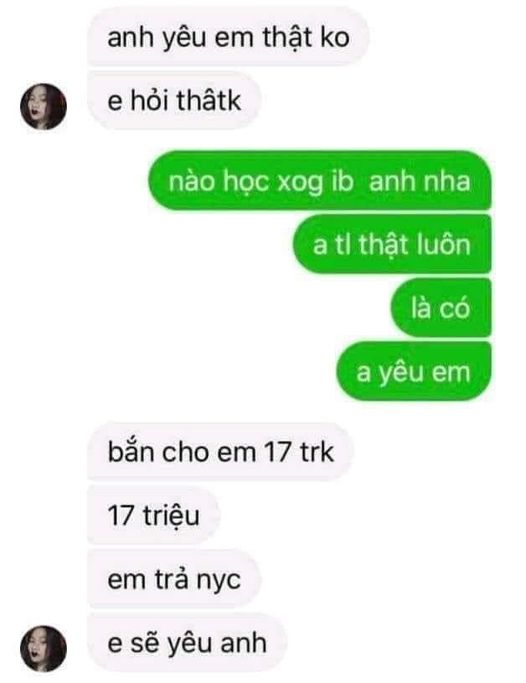 anh yêu em thật ko
e hỏi thâtk
nào học xog ib anh nha
a tl thật luôn
là có
a yêu em
bắn cho em 17 trk
17 triệu
em trả nyc
e sẽ yêu anh